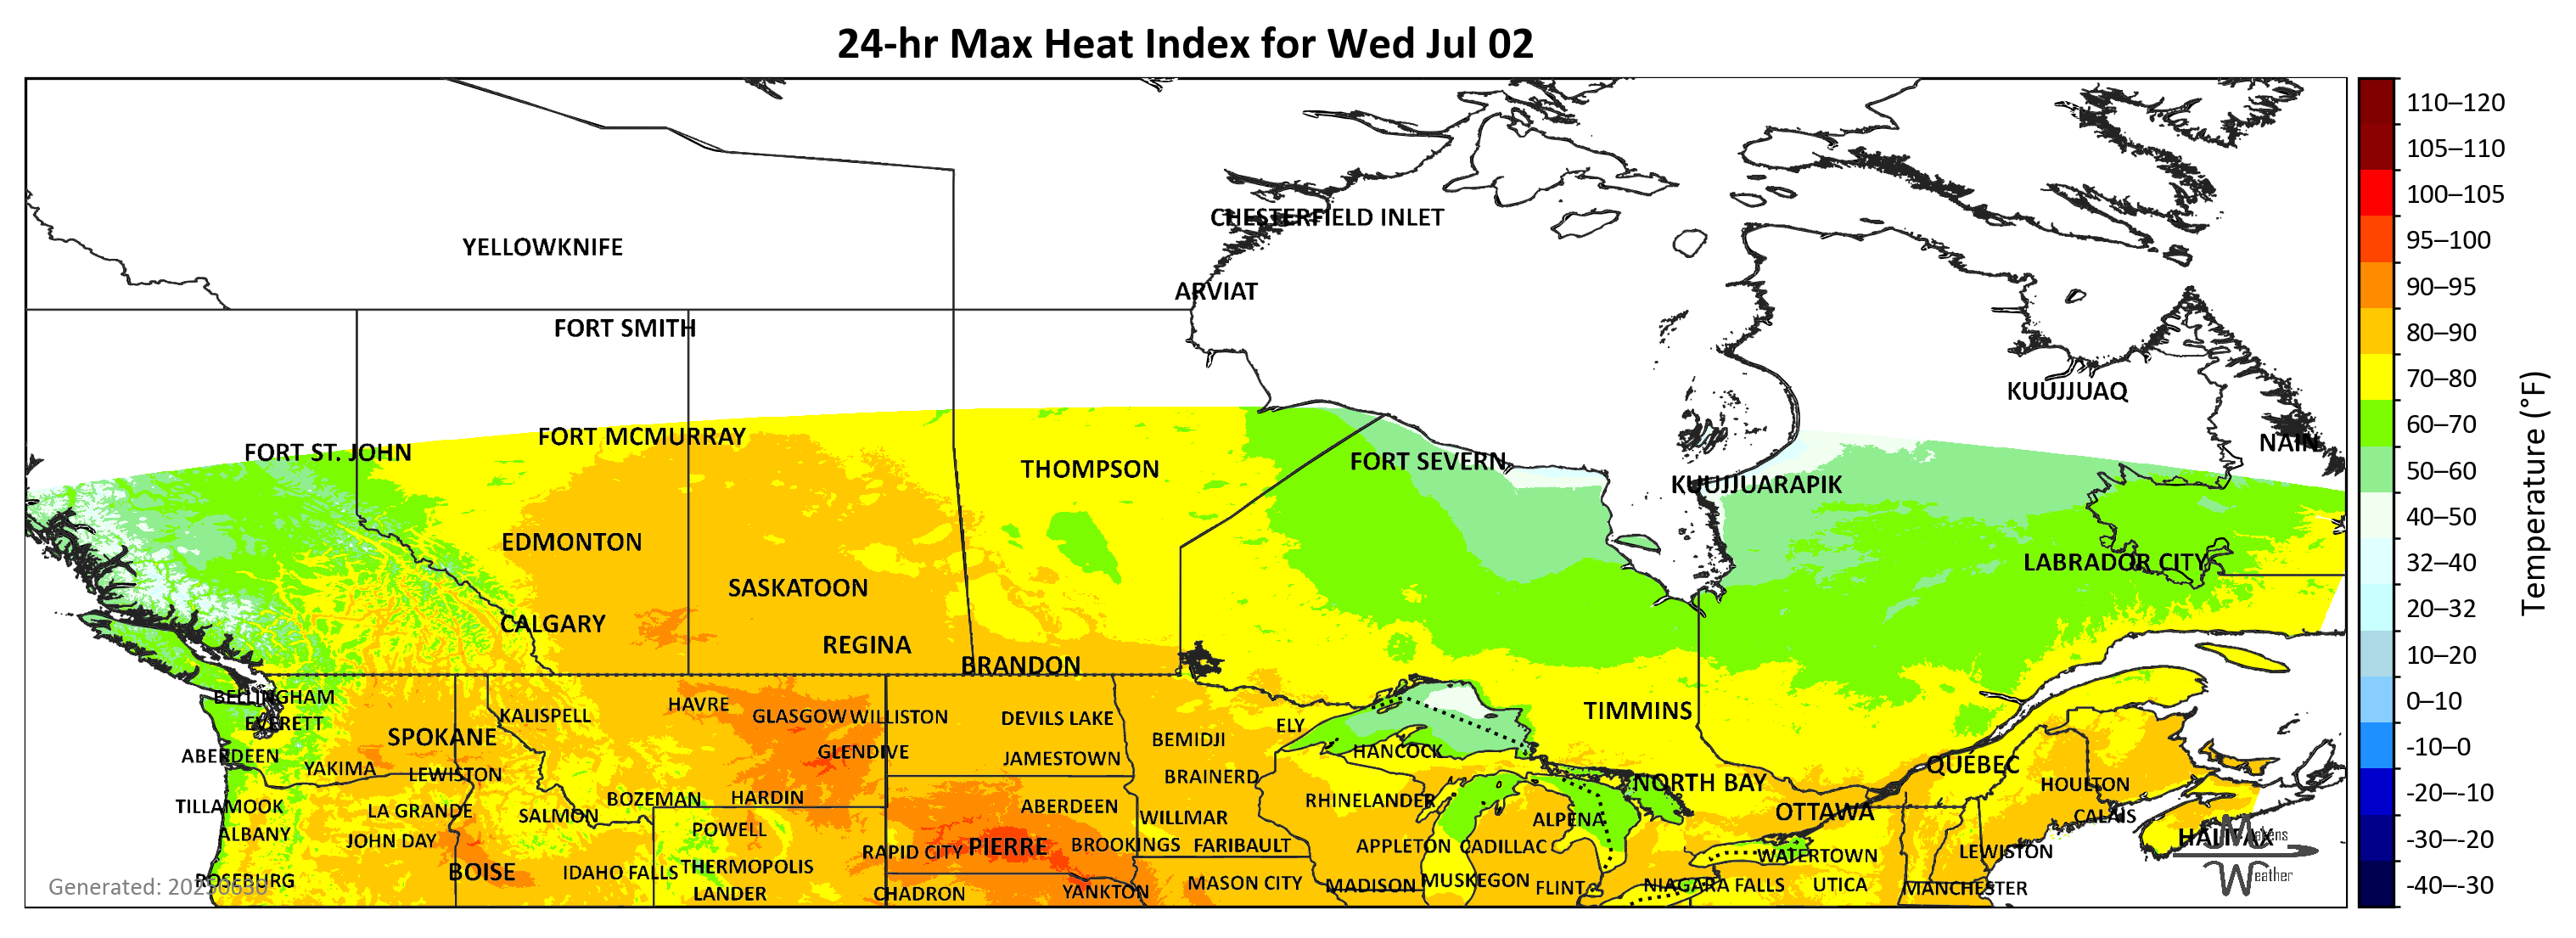 24-hr Max Heat Index for Wed Jul 02
110–120
105–110
CHESTERFIELD INLET
100–105
YELLOWKNIFE
95–100
ARVIAT
90–95
FORT SMITH
80–90
KUUJJUAQ
70–80
FORT ST. JOHN
FORT MCMURRAY
60–70
NAIN
THOMPSON
FORT SEVERN
50–60
KUUJJUARAPIK
40–50
EDMONTON
LABRADOR CITY
32–40
SASKATOON
20–32
CALGARY
REGINA
BRANDON
10–20
BELLINGHAM
HAVRE
0–10
KALISPELL
GLASGOW
WILLISTON
DEVILS LAKE
TIMMINS
EVERETT
ELY
SPOKANE
BEMIDJI
-10–0
ABERDEEN
GLENDIVE
JAMESTOWN
HANCOCK
QUÉBEC
YAKIMA
LEWISTON
BRAINERD
NORTH BAY
HOULTON
-20–-10
TILLAMOOK
LA GRANDE
BOZEMAN
HARDIN
ABERDEEN
RHINELANDER
OTTAWA
SALMON
WILLMAR
ALPENA
CALAIS
ALBANY
JOHN DAY
POWELL
HALIFAX
-30–-20
RAPID CITY
PIERRE
BROOKINGS
FARIBAULT
APPLETON
CADILLAC
WATERTOWN
LEWISTON
BOISE
IDAHO FALLS
THERMOPOLIS
ROSEBURG
MASON CITY
MADISON
MUSKEGON
FLINT
NIAGARA FALLS
UTICA
MANCHESTER
-40–-30
LANDER
CHADRON
YANKTON
Generated: 20250630
Makens
Weather
Temperature (°F)